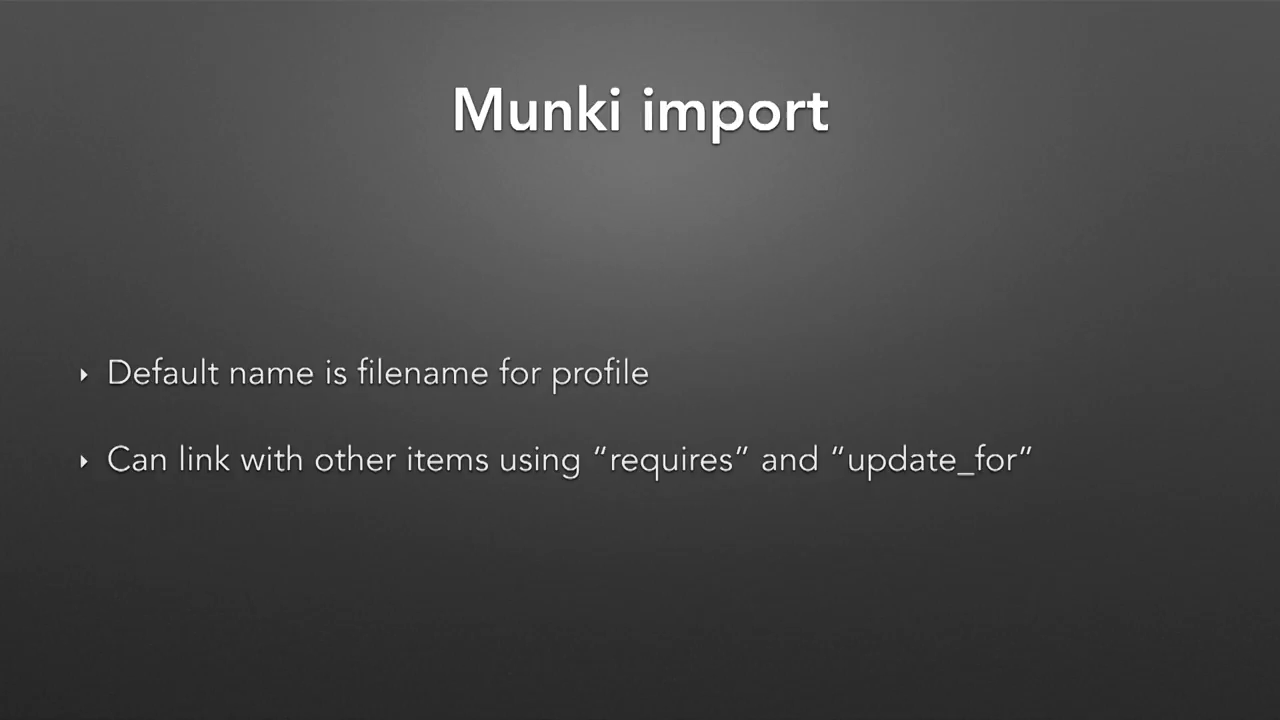 Munki import
‣ Default name is filename for profile
‣ Can link with other items using “requires” and “update_for”